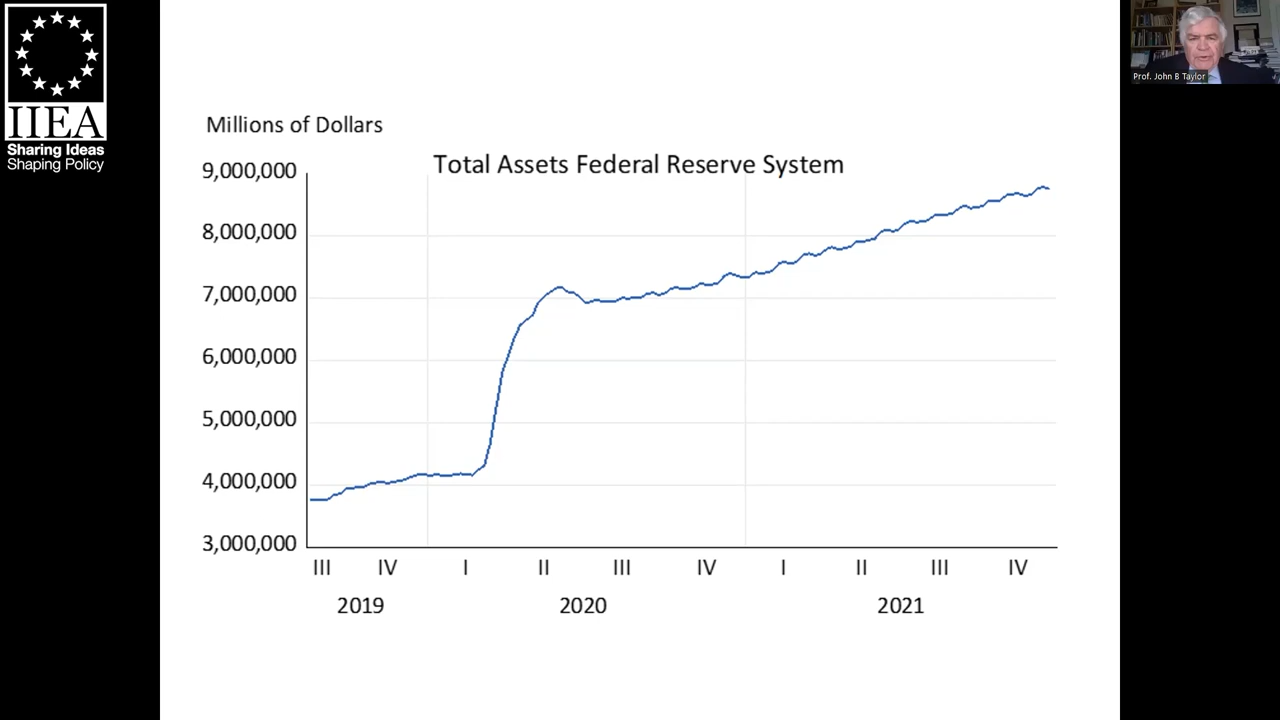 IIEA
Sharing Ideas
Shaping Policy
Prof. John B Taylor
Millions of Dollars
Total Assets Federal Reserve System
9,000,000
8,000,000
7,000,000
6,000,000
5,000,000
4,000,000
3,000,000
III IV I II III IV I II III IV
2019 2020 2021